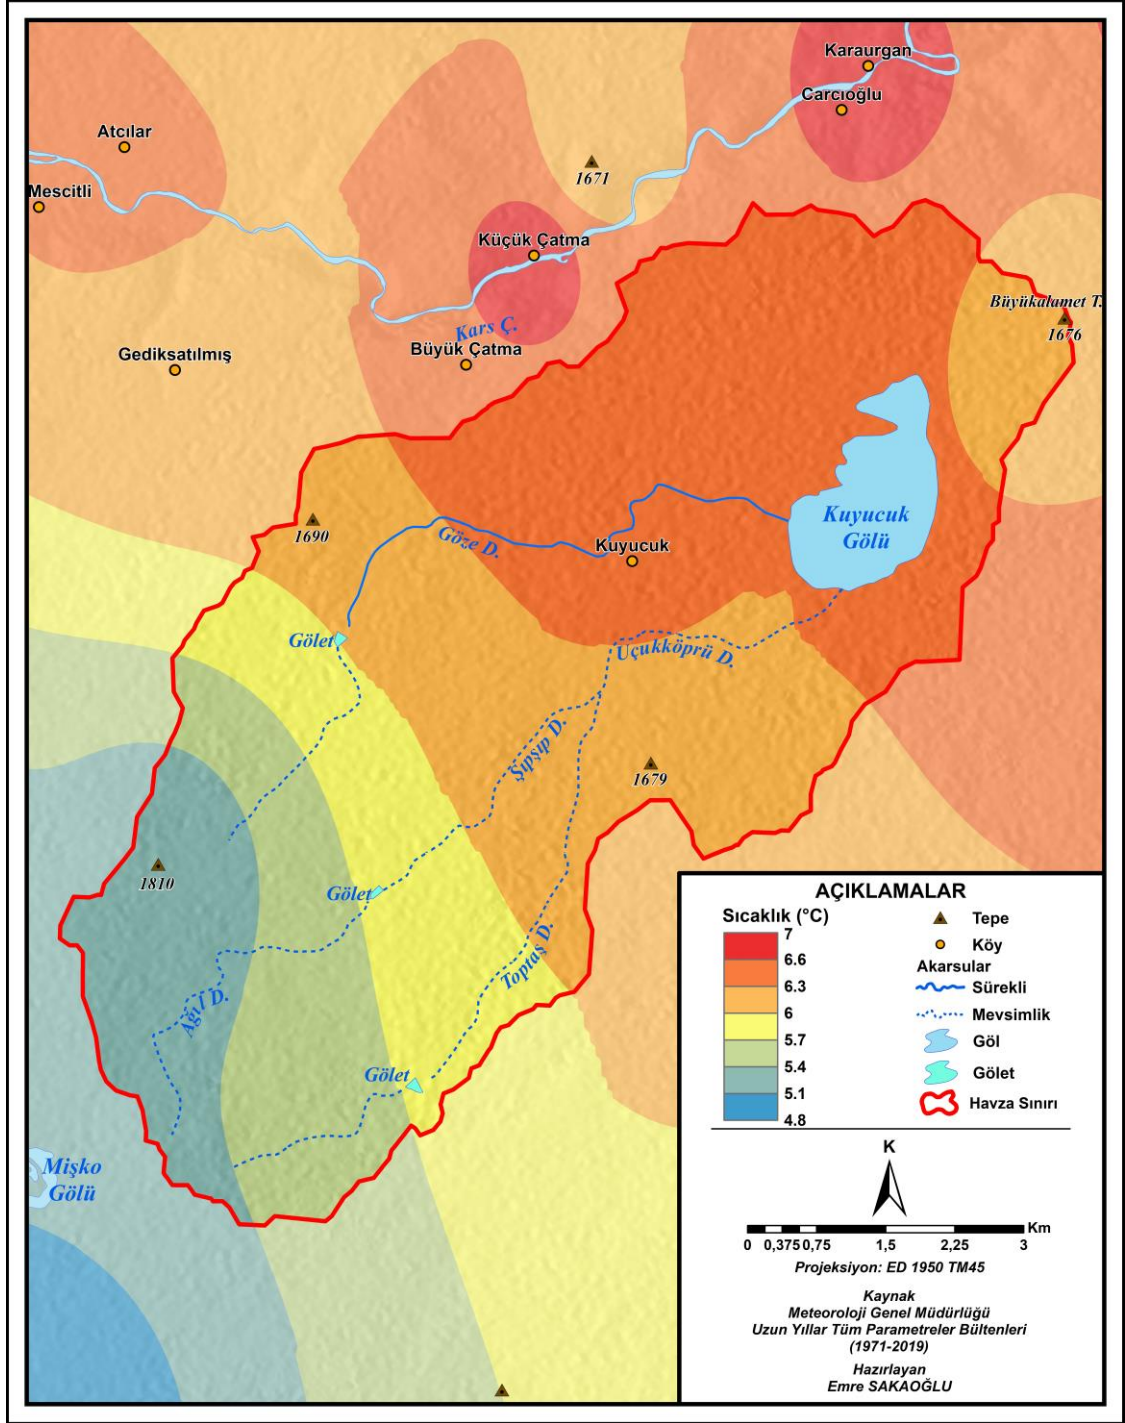 Karaurgan
Carcıoğlu
Atcılar
1671
Mescitli
Küçük Çatma
Büyükalamet T.
1676
Kars Ç.
Gediksatılmış
Büyük Çatma
Kuyucuk
Gölü
1690
Göze D.
Kuyucuk
Gölet
Uçukköprü D.
Şıpşıp D.
1679
1810
Gölet
Toptaş D.
Ağıl D.
Gölet
Mişko
Gölü
AÇIKLAMALAR
Sıcaklık (°C)
7
6.6
6.3
6
5.7
5.4
5.1
4.8
Tepe
Köy
Akarsular
Sürekli
Mevsimlik
Göl
Gölet
Havza Sınırı
K
0 0,375 0,75 1,5 2,25 3 Km
Projeksiyon: ED 1950 TM45
Kaynak
Meteoroloji Genel Müdürlüğü
Uzun Yıllar Tüm Parametreler Bültenleri
(1971-2019)
Hazırlayan
Emre SAKAOĞLU